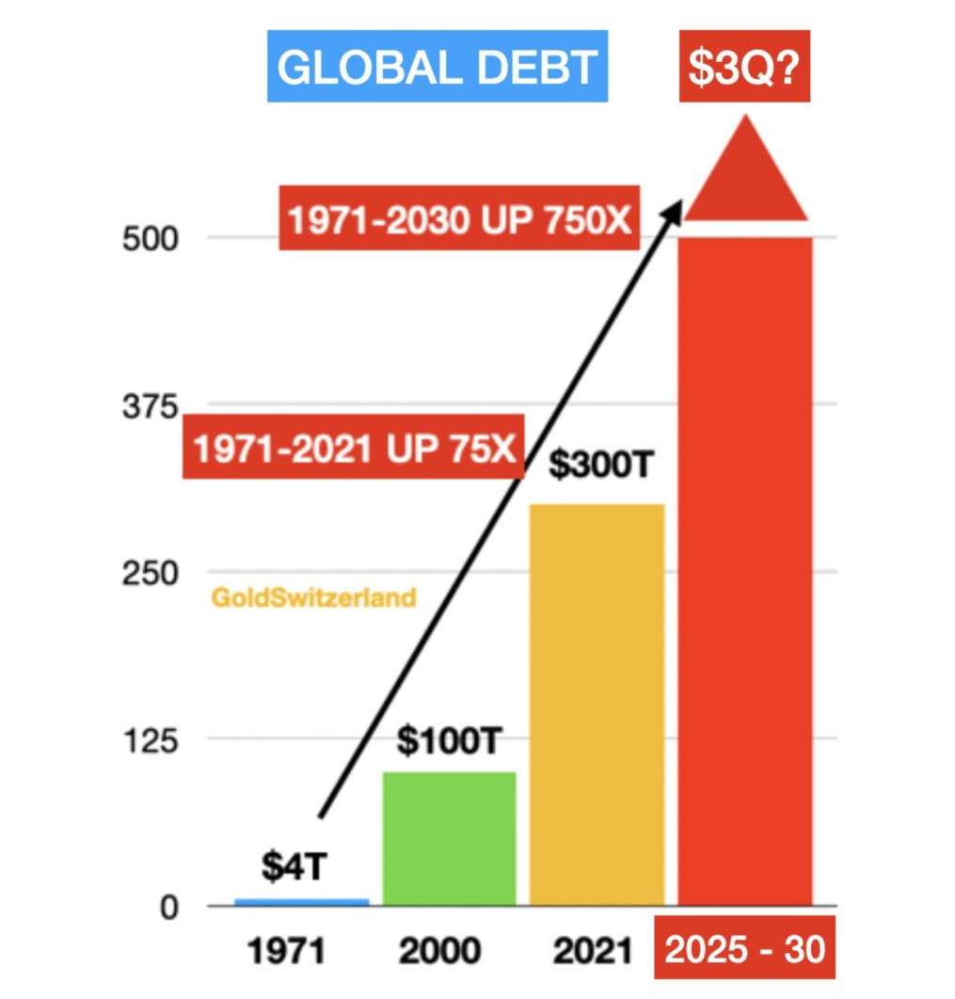 GLOBAL DEBT
$3Q?
1971-2030 UP 750X
500
375
1971-2021 UP 75X
$300T
250
GoldSwitzerland
$100T
125
$4T
0
1971
2000
2021
2025 - 30